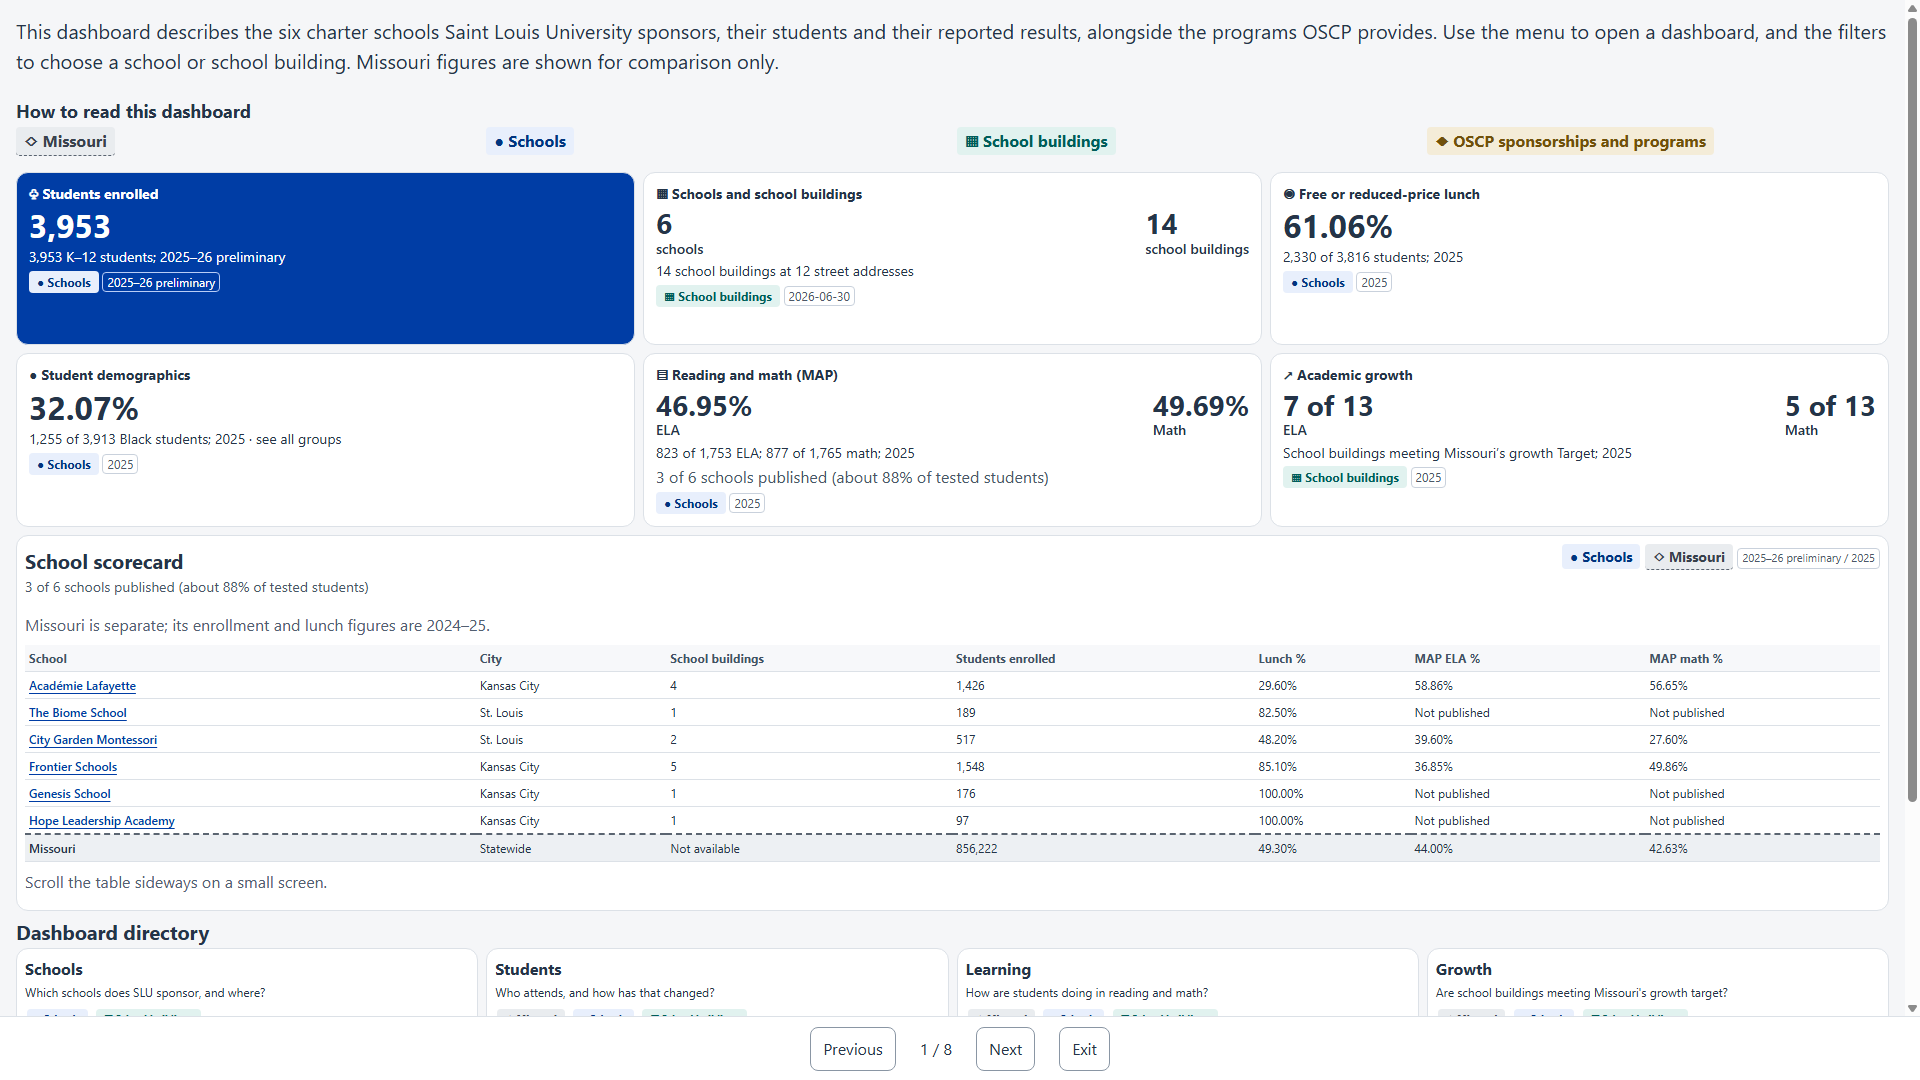 This dashboard describes the six charter schools Saint Louis University sponsors, their students and their reported results, alongside the programs OSCP provides. Use the menu to open a dashboard, and the filters
to choose a school or school building. Missouri figures are shown for comparison only.
How to read this dashboard
◇ Missouri
● Schools
▦ School buildings
◆ OSCP sponsorships and programs
Students enrolled
3,953
3,953 K–12 students; 2025–26 preliminary
● Schools 2025–26 preliminary
Schools and school buildings
6 14
schools school buildings
14 school buildings at 12 street addresses
▦ School buildings 2026-06-30
Free or reduced-price lunch
61.06%
2,330 of 3,816 students; 2025
● Schools 2025
● Student demographics
32.07%
1,255 of 3,913 Black students; 2025 · see all groups
● Schools 2025
Reading and math (MAP)
46.95% 49.69%
ELA Math
823 of 1,753 ELA; 877 of 1,765 math; 2025
3 of 6 schools published (about 88% of tested students)
● Schools 2025
↗ Academic growth
7 of 13 5 of 13
ELA Math
School buildings meeting Missouri's growth Target; 2025
▦ School buildings 2025
School scorecard
● Schools ◇ Missouri 2025–26 preliminary / 2025
3 of 6 schools published (about 88% of tested students)
Missouri is separate; its enrollment and lunch figures are 2024–25.
School City School buildings Students enrolled Lunch % MAP ELA % MAP math %
Académie Lafayette Kansas City 4 1,426 29.60% 58.86% 56.65%
The Biome School St. Louis 1 189 82.50% Not published Not published
City Garden Montessori St. Louis 2 517 48.20% 39.60% 27.60%
Frontier Schools Kansas City 5 1,548 85.10% 36.85% 49.86%
Genesis School Kansas City 1 176 100.00% Not published Not published
Hope Leadership Academy Kansas City 1 97 100.00% Not published Not published
Missouri Statewide Not available 856,222 49.30% 44.00% 42.63%
Scroll the table sideways on a small screen.
Dashboard directory
Schools
Which schools does SLU sponsor, and where?
Students
Who attends, and how has that changed?
Learning
How are students doing in reading and math?
Growth
Are school buildings meeting Missouri's growth target?
Previous 1 / 8 Next Exit